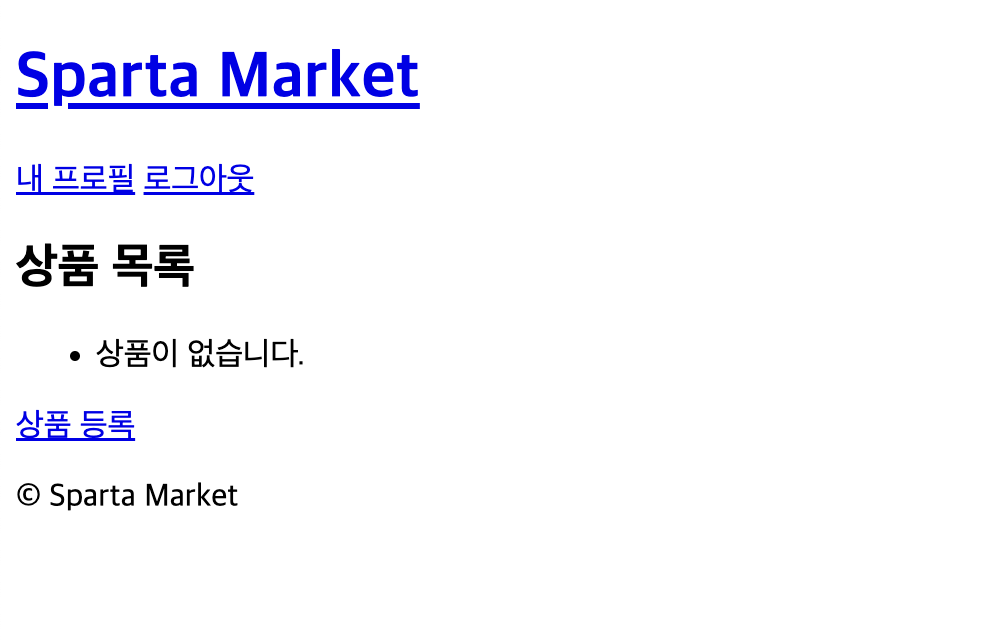 Sparta Market
내 프로필 로그아웃
상품 목록
• 상품이 없습니다.
상품 등록
© Sparta Market